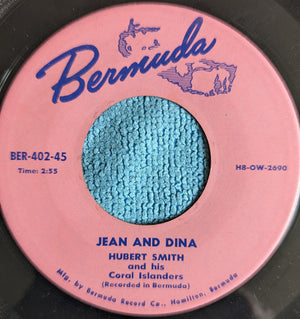 Bermuda
BER-402-45
Time: 2:55
H8-OW-2690
JEAN AND DINA
HUBERT SMITH
and his
Coral Islanders
(Recorded in Bermuda)
Mfg. by Bermuda Record Co., Hamilton, Bermuda